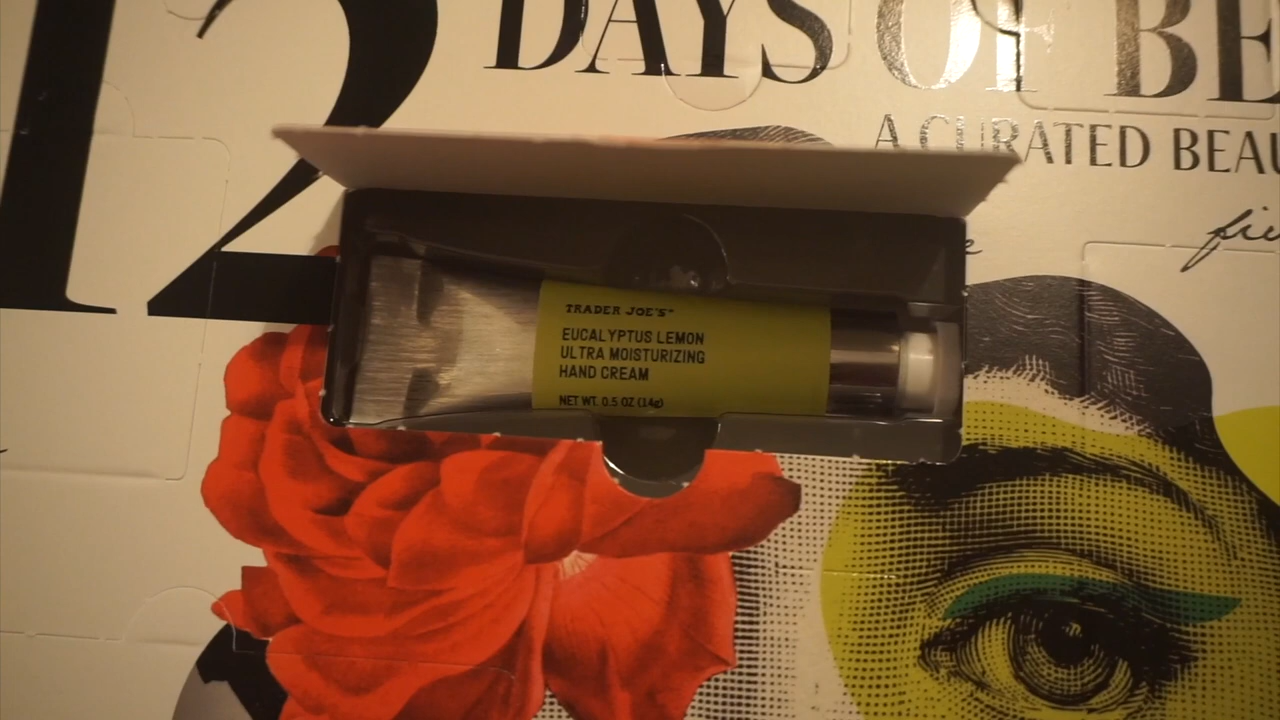 12
DAYS OF BE
A CURATED BEAU
TRADER JOE'S™
EUCALYPTUS LEMON
ULTRA MOISTURIZING
HAND CREAM
NET WT. 0.5 OZ (14g)